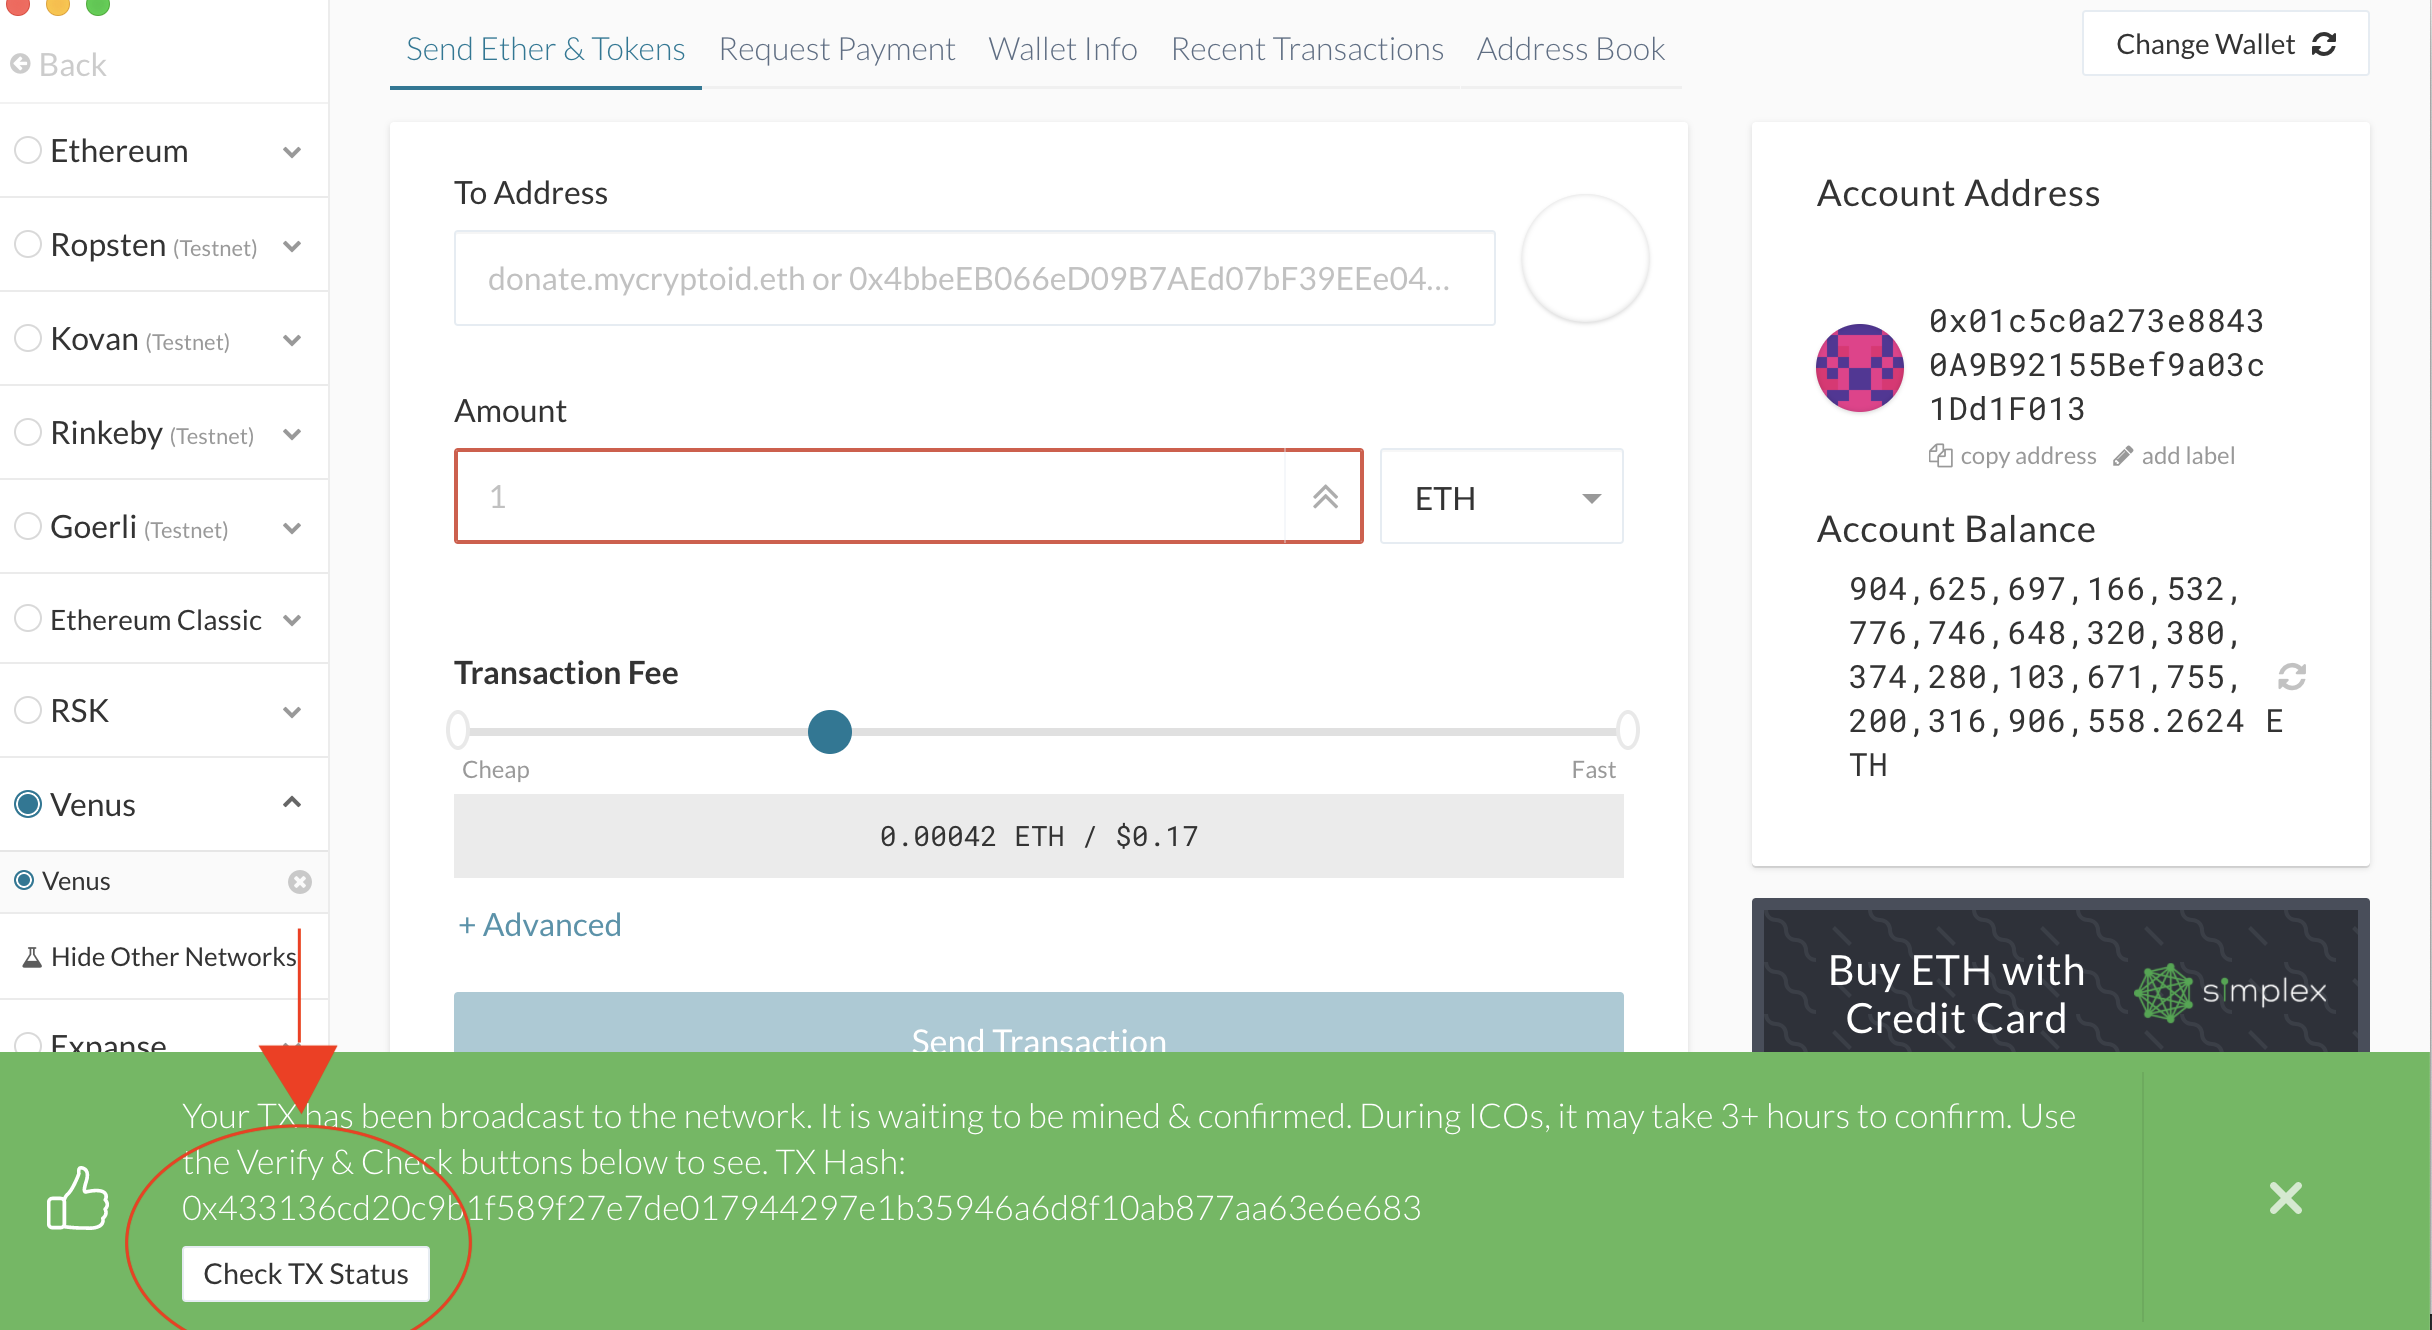 Back
Ethereum
Ropsten (Testnet)
Kovan (Testnet)
Rinkeby (Testnet)
Goerli (Testnet)
Ethereum Classic
RSK
Venus
Venus
Hide Other Networks
Expanse
Send Ether & Tokens
Request Payment
Wallet Info
Recent Transactions
Address Book
Change Wallet
To Address
donate.mycryptoid.eth or 0x4bbeEB066eD09B7AEd07bF39EEe04...
Amount
1
ETH
Transaction Fee
Cheap
Fast
0.00042 ETH / $0.17
+ Advanced
Send Transaction
Account Address
0x01c5c0a273e8843
0A9B92155Bef9a03c
1Dd1F013
copy address
add label
Account Balance
904,625,697,166,532,
776,746,648,320,380,
374,280,103,671,755,
200,316,906,558.2624 E
TH
Buy ETH with
Credit Card
simplex
Your TX has been broadcast to the network. It is waiting to be mined & confirmed. During ICOs, it may take 3+ hours to confirm. Use
the Verify & Check buttons below to see. TX Hash:
0x433136cd20c9b1f589f27e7de017944297e1b35946a6d8f10ab877aa63e6e683
Check TX Status